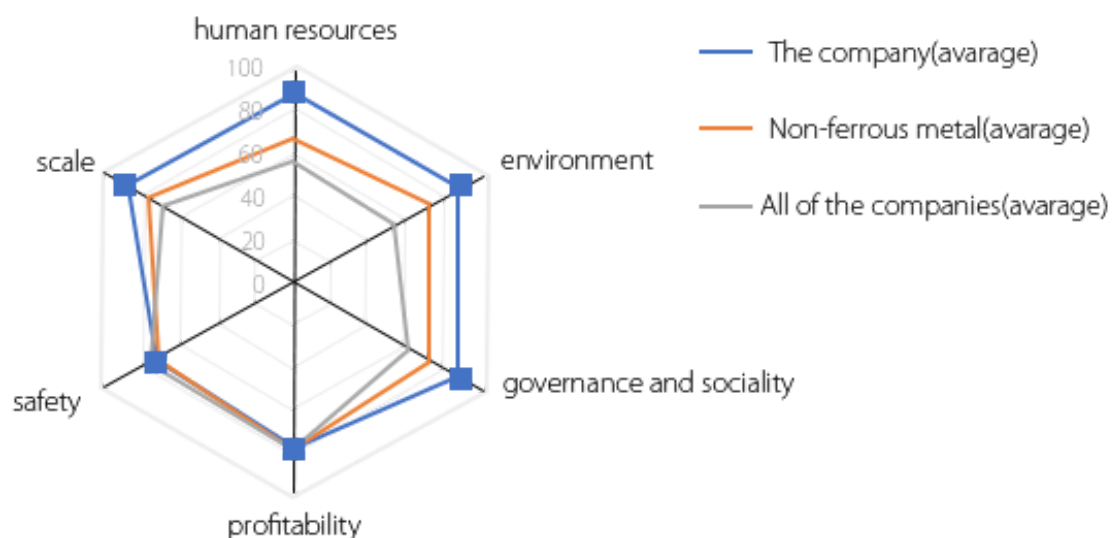 human resources
100
80
60
40
20
0
scale
environment
safety
governance and sociality
profitability
The company(avarage)
Non-ferrous metal(avarage)
All of the companies(avarage)